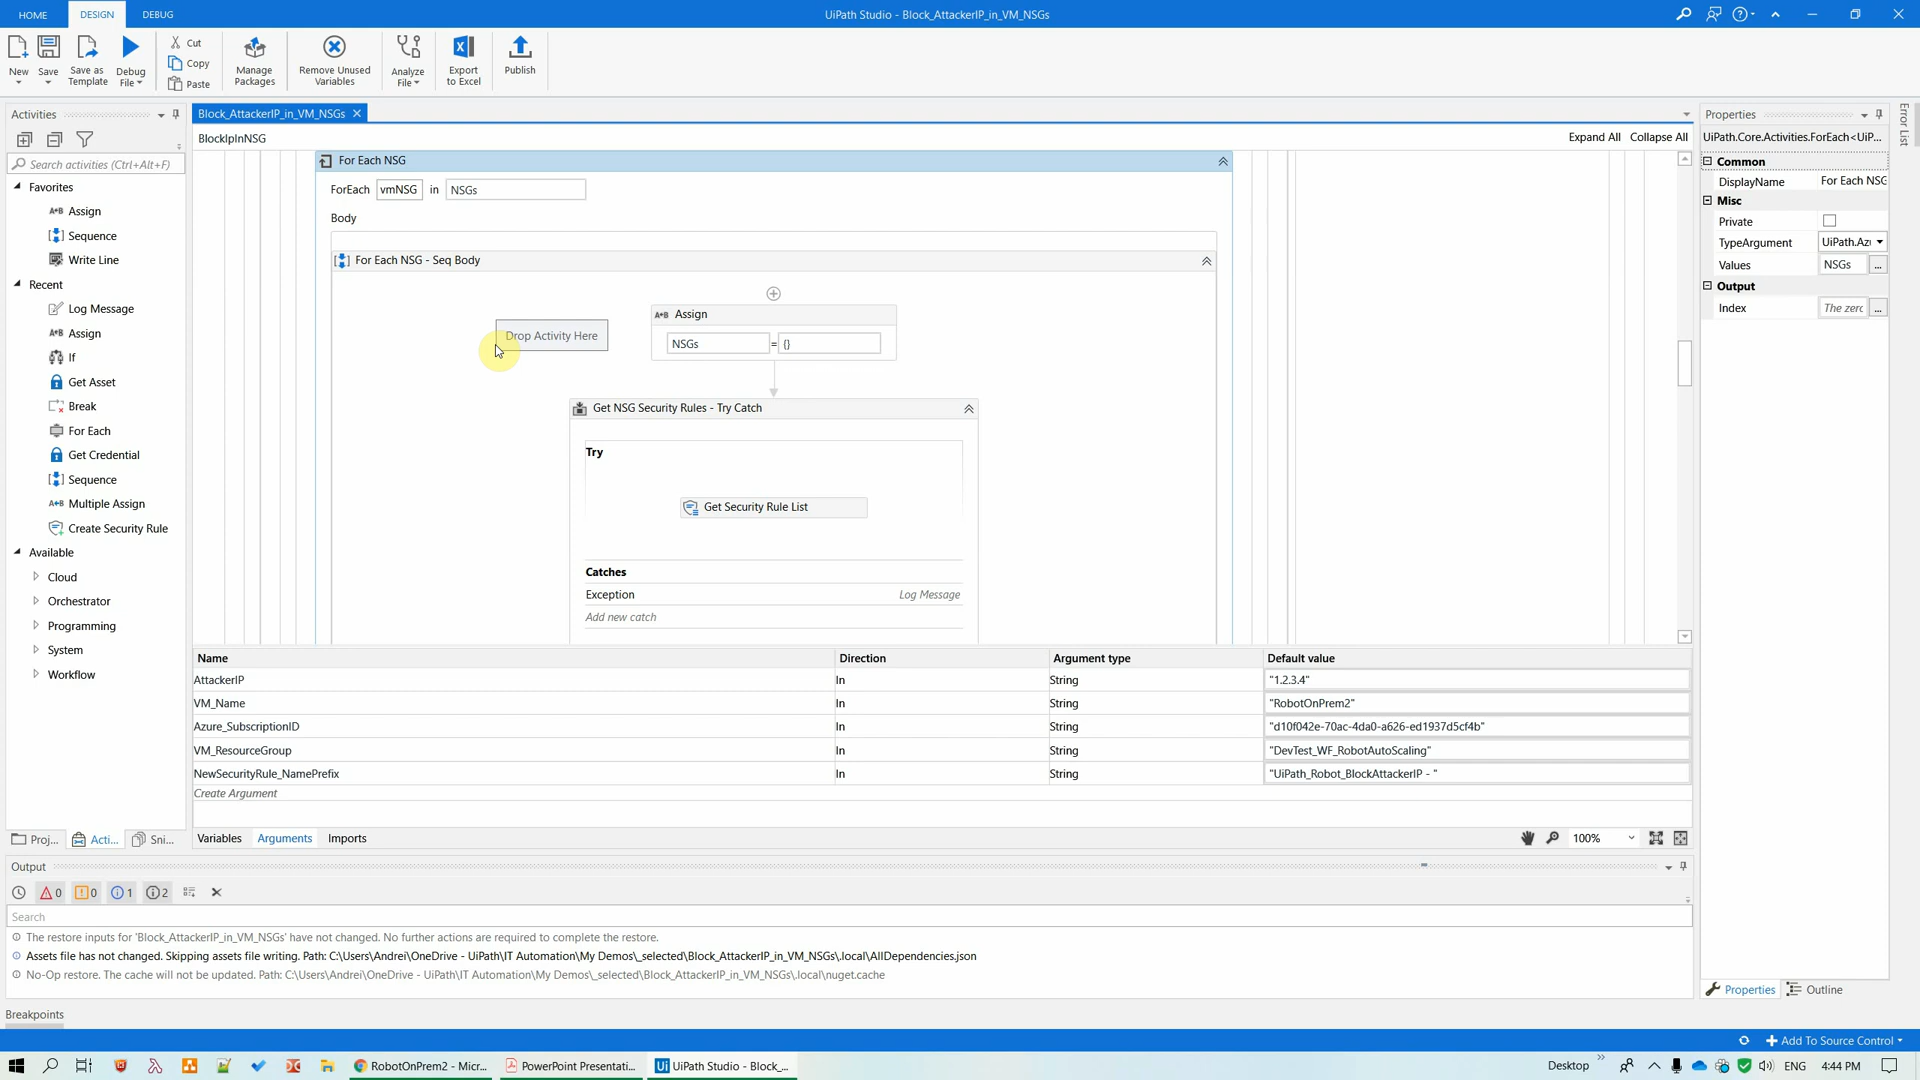 HOME
DESIGN
DEBUG
UiPath Studio - Block_AttackerIP_in_VM_NSGs
New
Save
Save as Template
Debug File
Cut
Copy
Paste
Manage Packages
Remove Unused Variables
Analyze File
Export to Excel
Publish
Activities
Search activities (Ctrl+Alt+F)
Favorites
Assign
Sequence
Write Line
Recent
Log Message
Assign
If
Get Asset
Break
For Each
Get Credential
Sequence
Multiple Assign
Create Security Rule
Available
Cloud
Orchestrator
Programming
System
Workflow
Proj...
Acti...
Sni...
Block_AttackerIP_in_VM_NSGs
BlockIpInNSG
Expand All
Collapse All
For Each NSG
ForEach vmNSG in NSGs
Body
For Each NSG - Seq Body
Drop Activity Here
A+B Assign
NSGs = {}
Get NSG Security Rules - Try Catch
Try
Get Security Rule List
Catches
Exception Log Message
Add new catch
Name Direction Argument type Default value
AttackerIP In String "1.2.3.4"
VM_Name In String "RobotOnPrem2"
Azure_SubscriptionID In String "d10f042e-70ac-4da0-a626-ed1937d5cf4b"
VM_ResourceGroup In String "DevTest_WF_RobotAutoScaling"
NewSecurityRule_NamePrefix In String "UiPath_Robot_BlockAttackerIP - "
Create Argument
Variables Arguments Imports
100%
Output
0 0 1 2
Search
The restore inputs for 'Block_AttackerIP_in_VM_NSGs' have not changed. No further actions are required to complete the restore.
Assets file has not changed. Skipping assets file writing. Path: C:\Users\Andrei\OneDrive - UiPath\IT Automation\My Demos\_selected\Block_AttackerIP_in_VM_NSGs\.local\AllDependencies.json
No-Op restore. The cache will not be updated. Path: C:\Users\Andrei\OneDrive - UiPath\IT Automation\My Demos\_selected\Block_AttackerIP_in_VM_NSGs\.local\nuget.cache
Breakpoints
Properties
UiPath.Core.Activities.ForEach<UiP...
Common
DisplayName For Each NSG
Misc
Private
TypeArgument UiPath.Az
Values NSGs ...
Output
Index The zero ...
Properties
Outline
Error List
Add To Source Control
RobotOnPrem2 - Micr...
PowerPoint Presentati...
UiPath Studio - Block_...
Desktop
ENG
4:44 PM